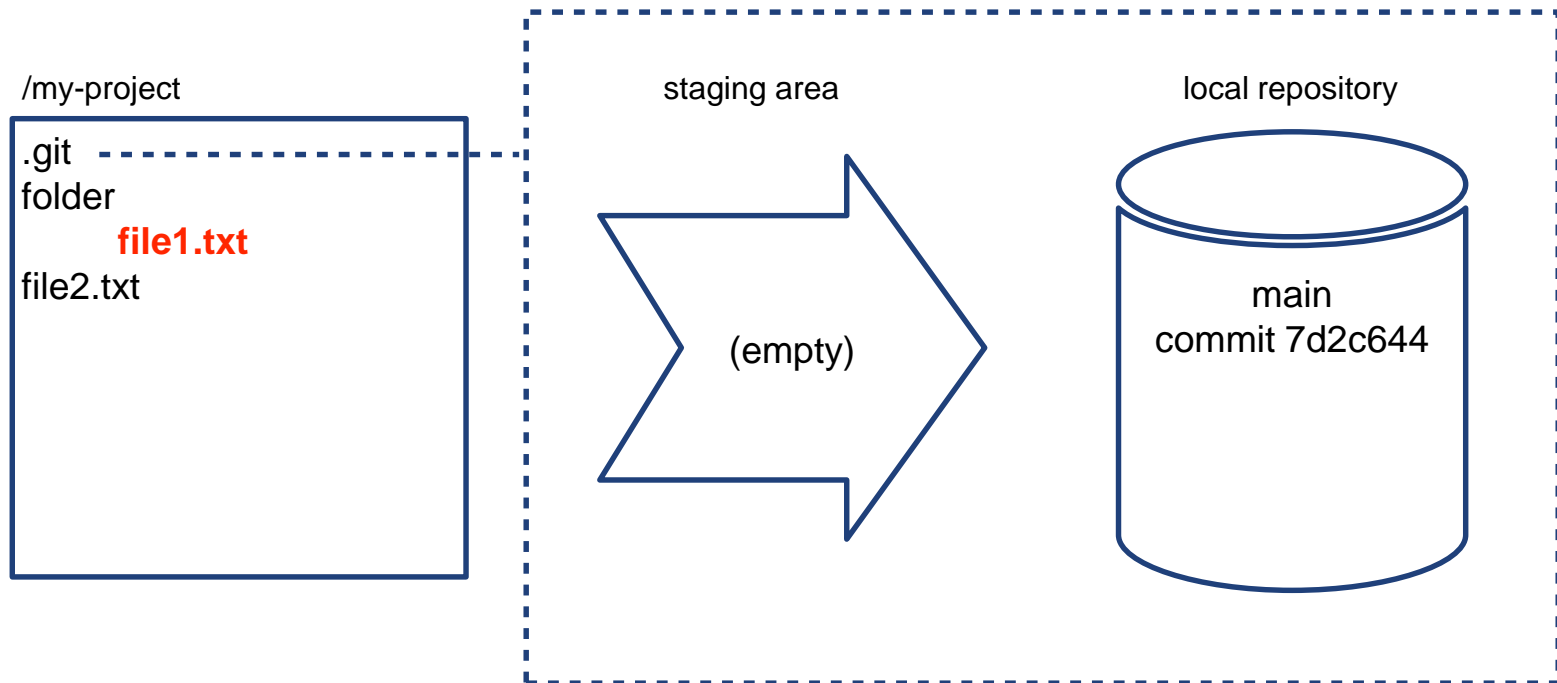 /my-project
.git
folder
file1.txt
file2.txt
staging area
(empty)
local repository
main
commit 7d2c644